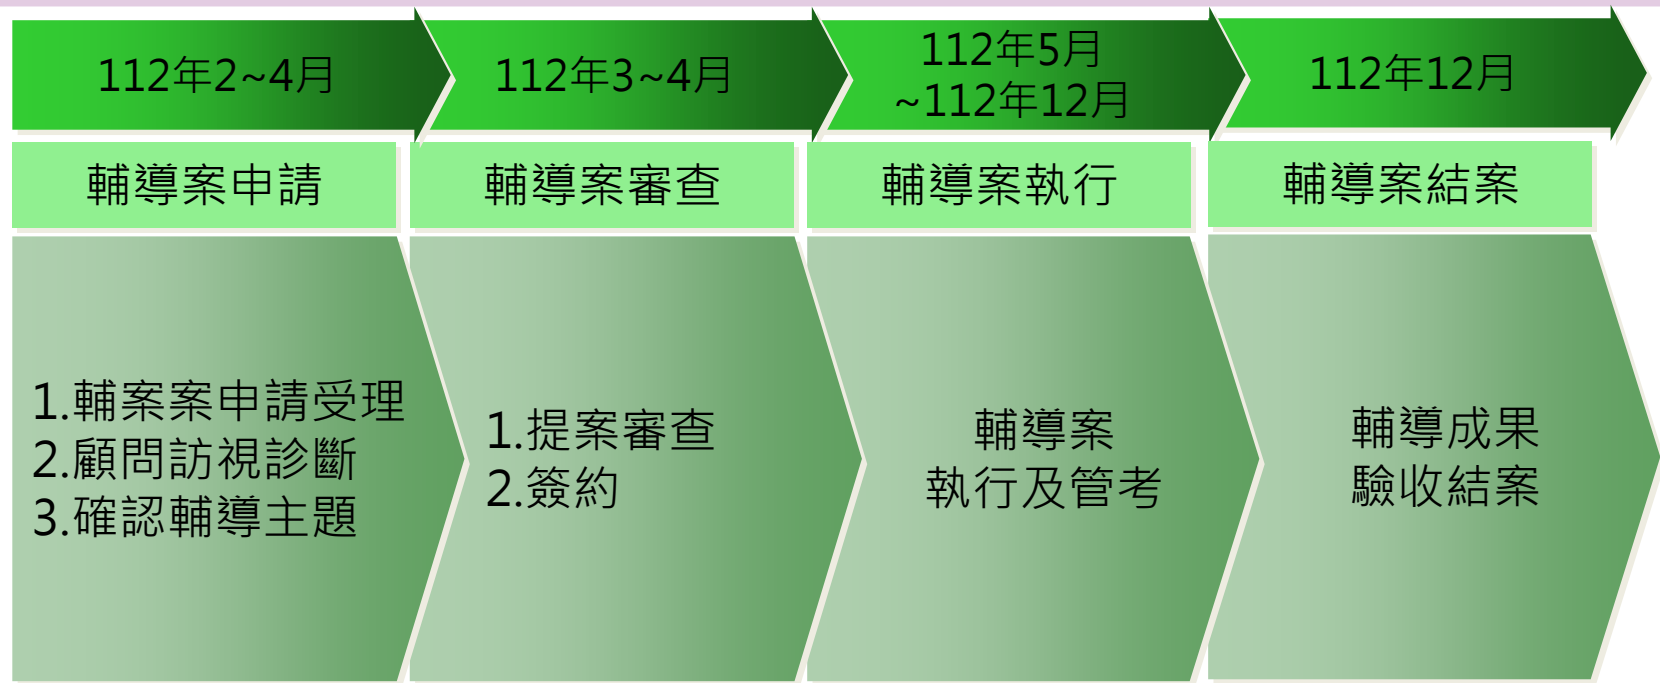 112年2~4月
112年3~4月
112年5月
~112年12月
112年12月
輔導案申請
輔導案審查
輔導案執行
輔導案結案
1.輔案案申請受理
2.顧問訪視診斷
3.確認輔導主題
1.提案審查
2.簽約
輔導案
執行及管考
輔導成果
驗收結案